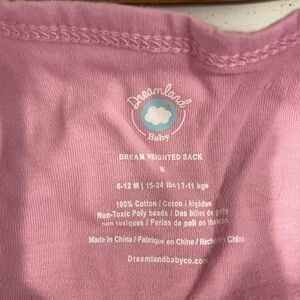 Dreamland
Baby
DREAM WEIGHTED SACK
M
6-12 M | 15-24 lbs | 7-11 kgs
100% Cotton / Coton / Algodon
Non-Toxic Poly beads / Des billes de poly
non toxiques / Perlas de poli no toxicas
Made in China / Fabriqué en Chine / Hecho en China
Dreamlandbabyco.com